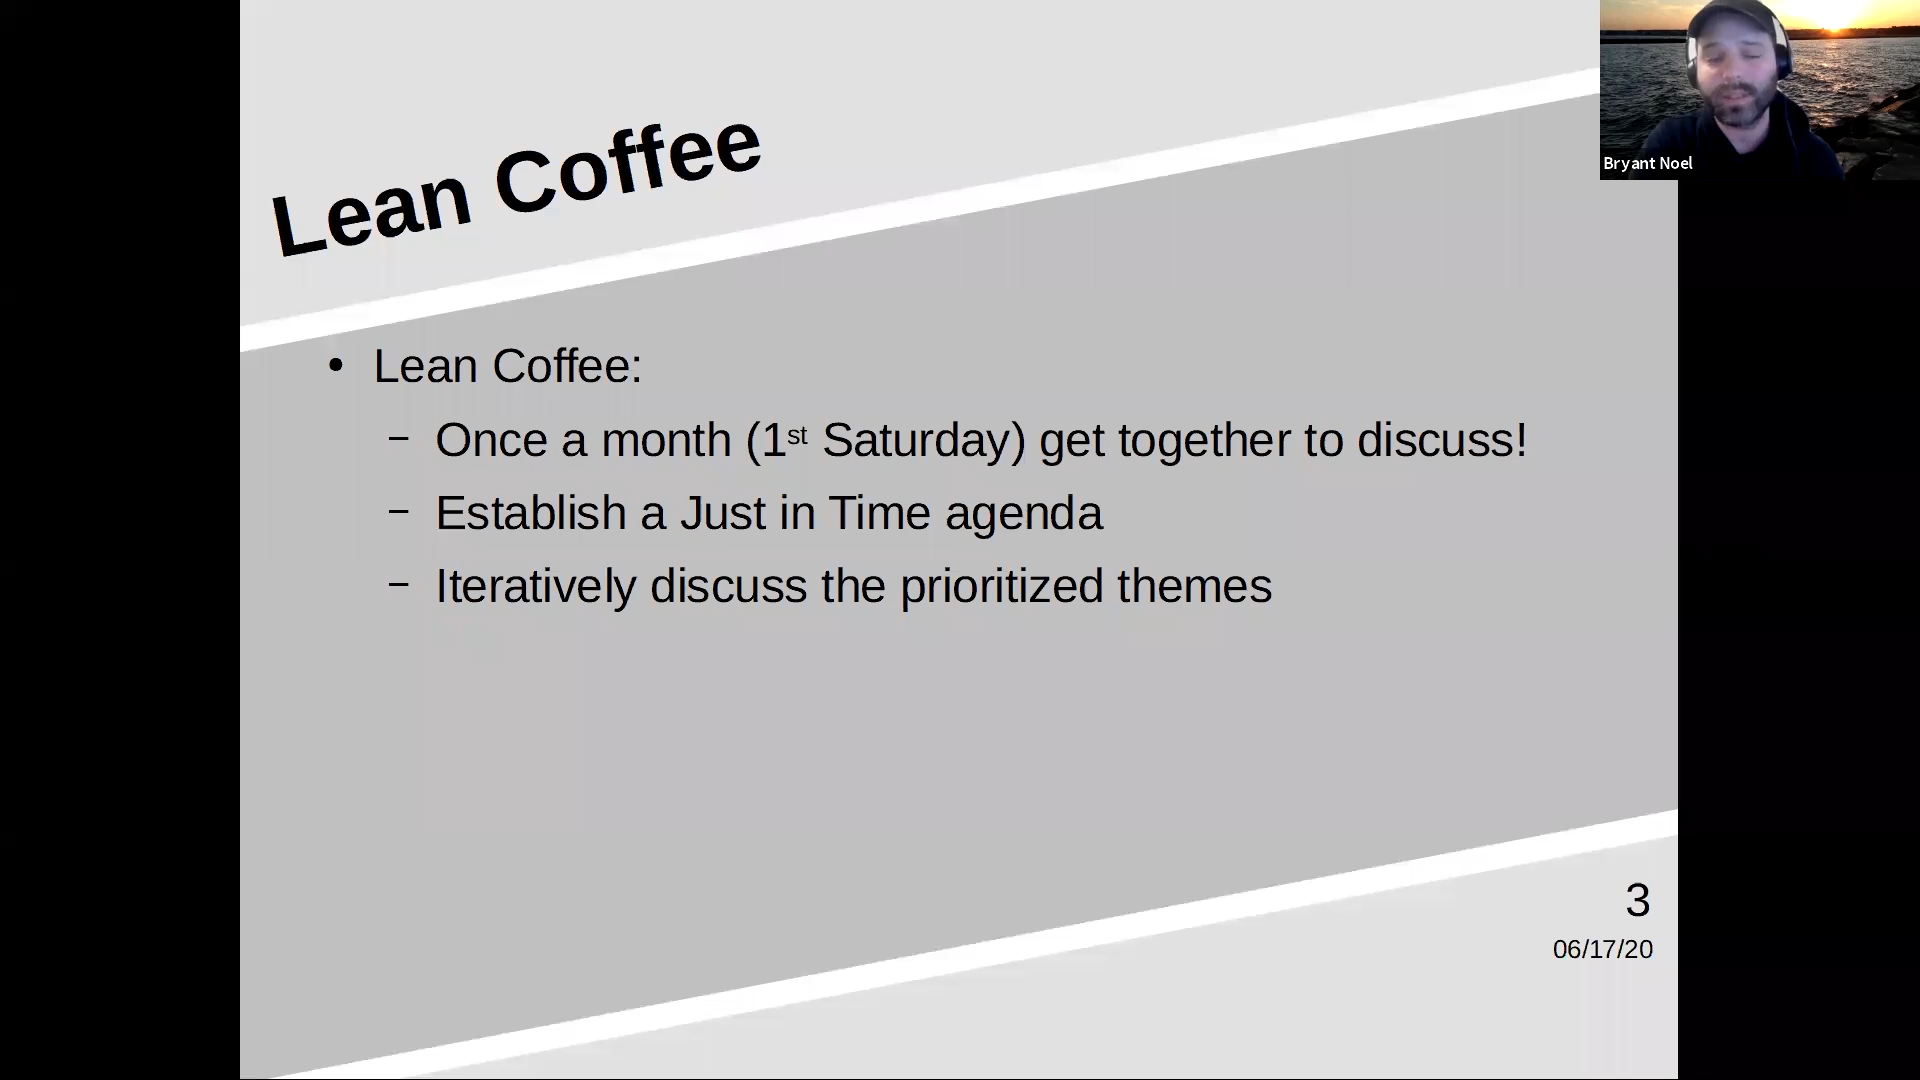 Lean Coffee
Bryant Noel
• Lean Coffee:
– Once a month (1st Saturday) get together to discuss!
– Establish a Just in Time agenda
– Iteratively discuss the prioritized themes
3
06/17/20